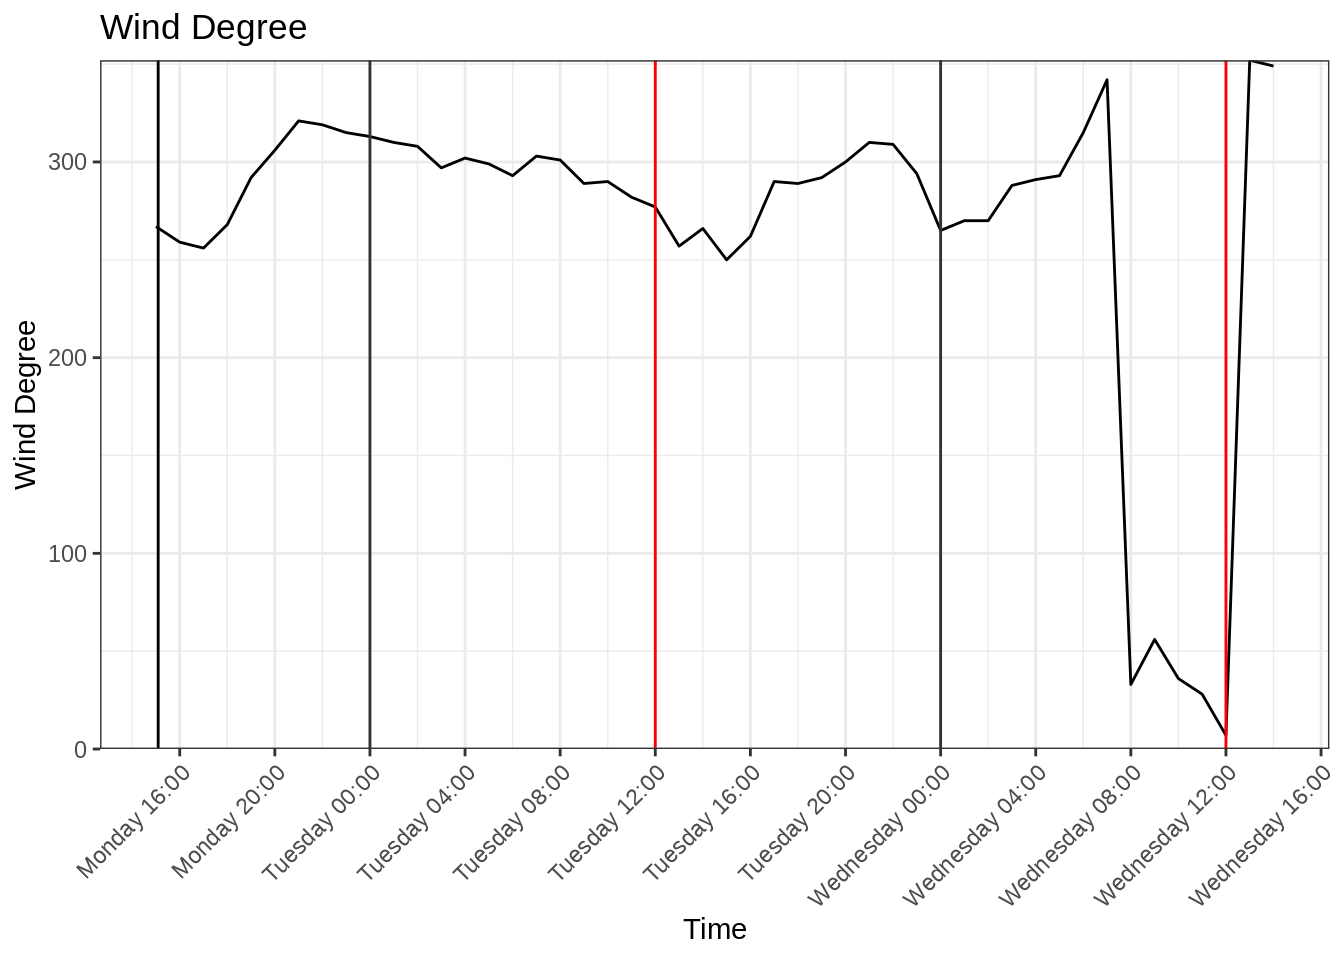 Wind Degree
Wind Degree
300
200
100
0
Monday 16:00
Monday 20:00
Tuesday 00:00
Tuesday 04:00
Tuesday 08:00
Tuesday 12:00
Tuesday 16:00
Tuesday 20:00
Wednesday 00:00
Wednesday 04:00
Wednesday 08:00
Wednesday 12:00
Wednesday 16:00
Time